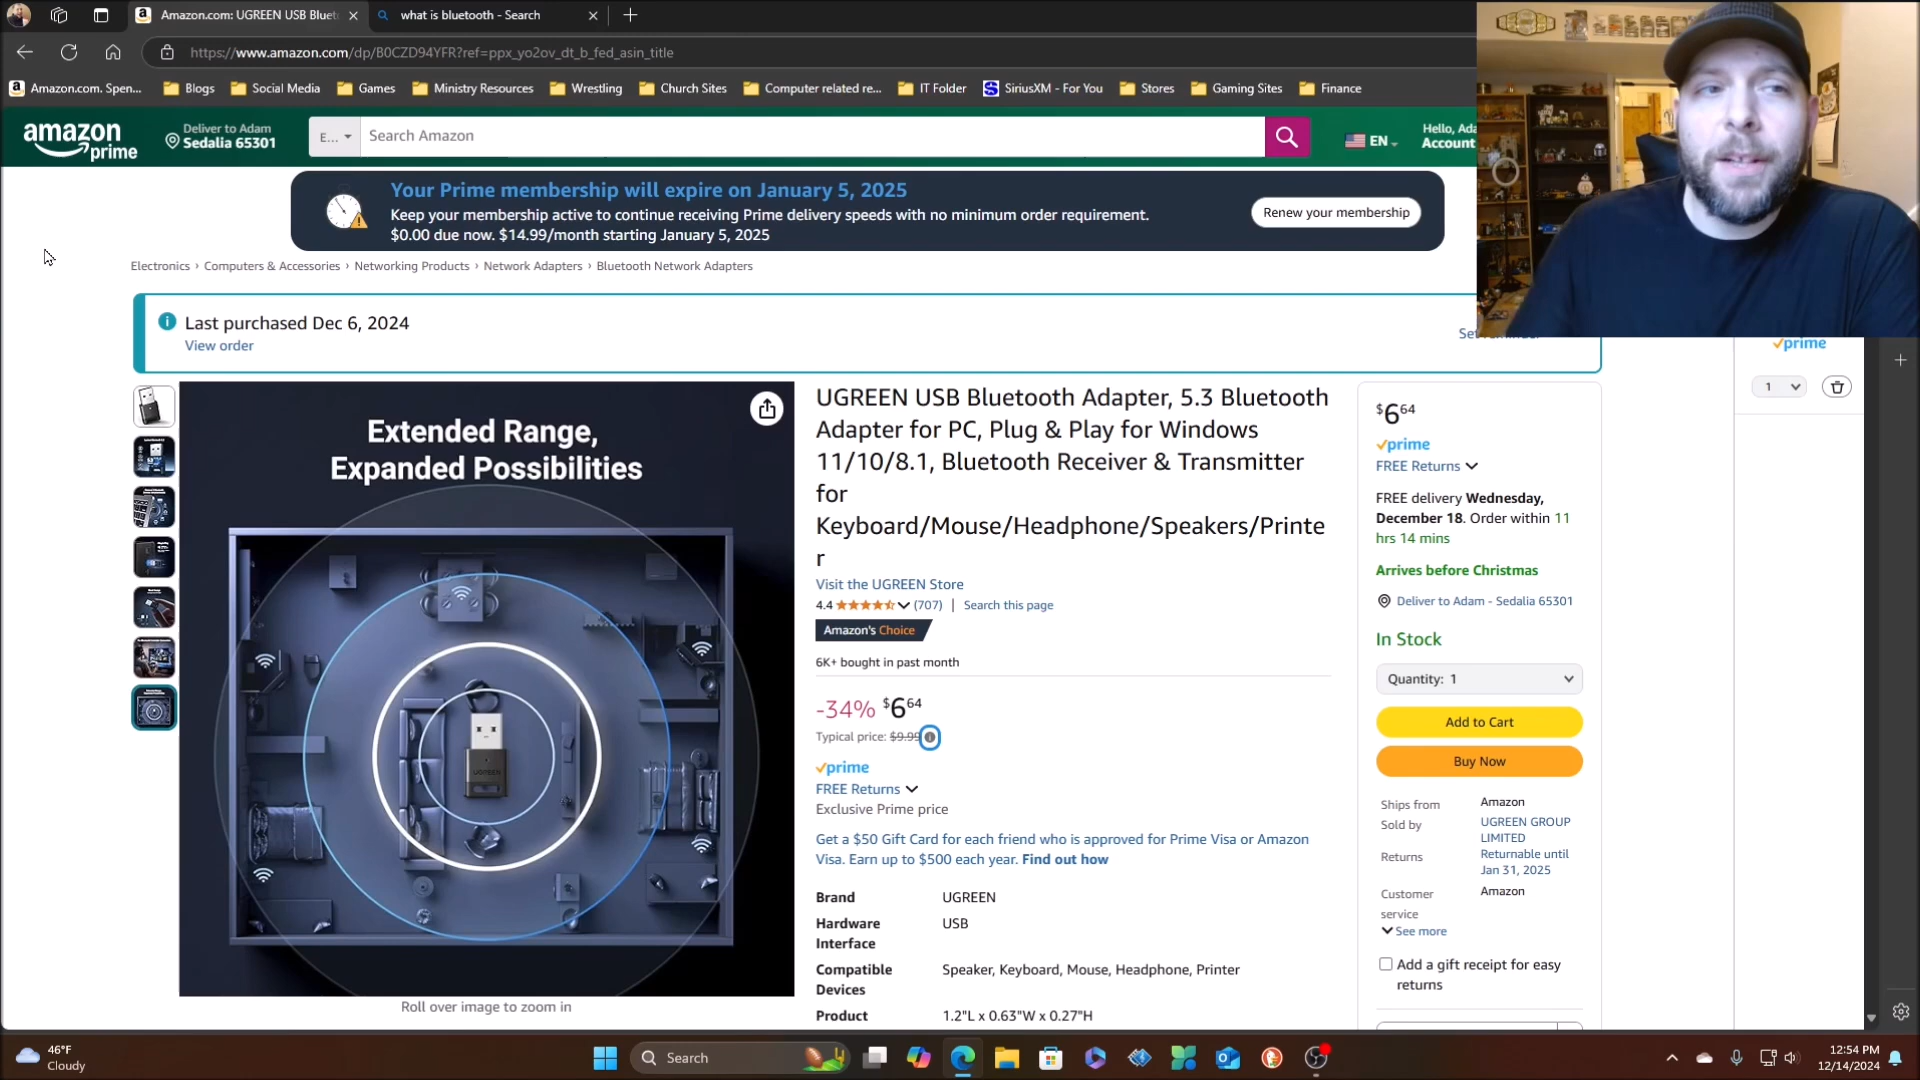 Amazon.com: UGREEN USB Bluet
what is bluetooth - Search
https://www.amazon.com/dp/B0CZD94YFR?ref=ppx_yo2ov_dt_b_fed_asin_title
Amazon.com. Spen...
Blogs
Social Media
Games
Ministry Resources
Wrestling
Church Sites
Computer related re...
IT Folder
SiriusXM - For You
Stores
Gaming Sites
Finance
amazon prime
Deliver to Adam
Sedalia 65301
E...
Search Amazon
EN
Hello, Ada
Account
Your Prime membership will expire on January 5, 2025
Keep your membership active to continue receiving Prime delivery speeds with no minimum order requirement.
$0.00 due now. $14.99/month starting January 5, 2025
Renew your membership
Electronics › Computers & Accessories › Networking Products › Network Adapters › Bluetooth Network Adapters
Last purchased Dec 6, 2024
View order
prime
1
Extended Range,
Expanded Possibilities
UGREEN
Roll over image to zoom in
UGREEN USB Bluetooth Adapter, 5.3 Bluetooth
Adapter for PC, Plug & Play for Windows
11/10/8.1, Bluetooth Receiver & Transmitter
for
Keyboard/Mouse/Headphone/Speakers/Printe
r
Visit the UGREEN Store
4.4 (707) | Search this page
Amazon's Choice
6K+ bought in past month
-34% $6 64
Typical price: $9.99
prime
FREE Returns
Exclusive Prime price
Get a $50 Gift Card for each friend who is approved for Prime Visa or Amazon
Visa. Earn up to $500 each year. Find out how
Brand UGREEN
Hardware USB
Interface
Compatible Speaker, Keyboard, Mouse, Headphone, Printer
Devices
Product 1.2"L x 0.63"W x 0.27"H
$6 64
prime
FREE Returns
FREE delivery Wednesday,
December 18. Order within 11
hrs 14 mins
Arrives before Christmas
Deliver to Adam - Sedalia 65301
In Stock
Quantity: 1
Add to Cart
Buy Now
Ships from Amazon
Sold by UGREEN GROUP
LIMITED
Returns Returnable until
Jan 31, 2025
Customer Amazon
service
See more
Add a gift receipt for easy
returns
46°F
Cloudy
Search
12:54 PM
12/14/2024